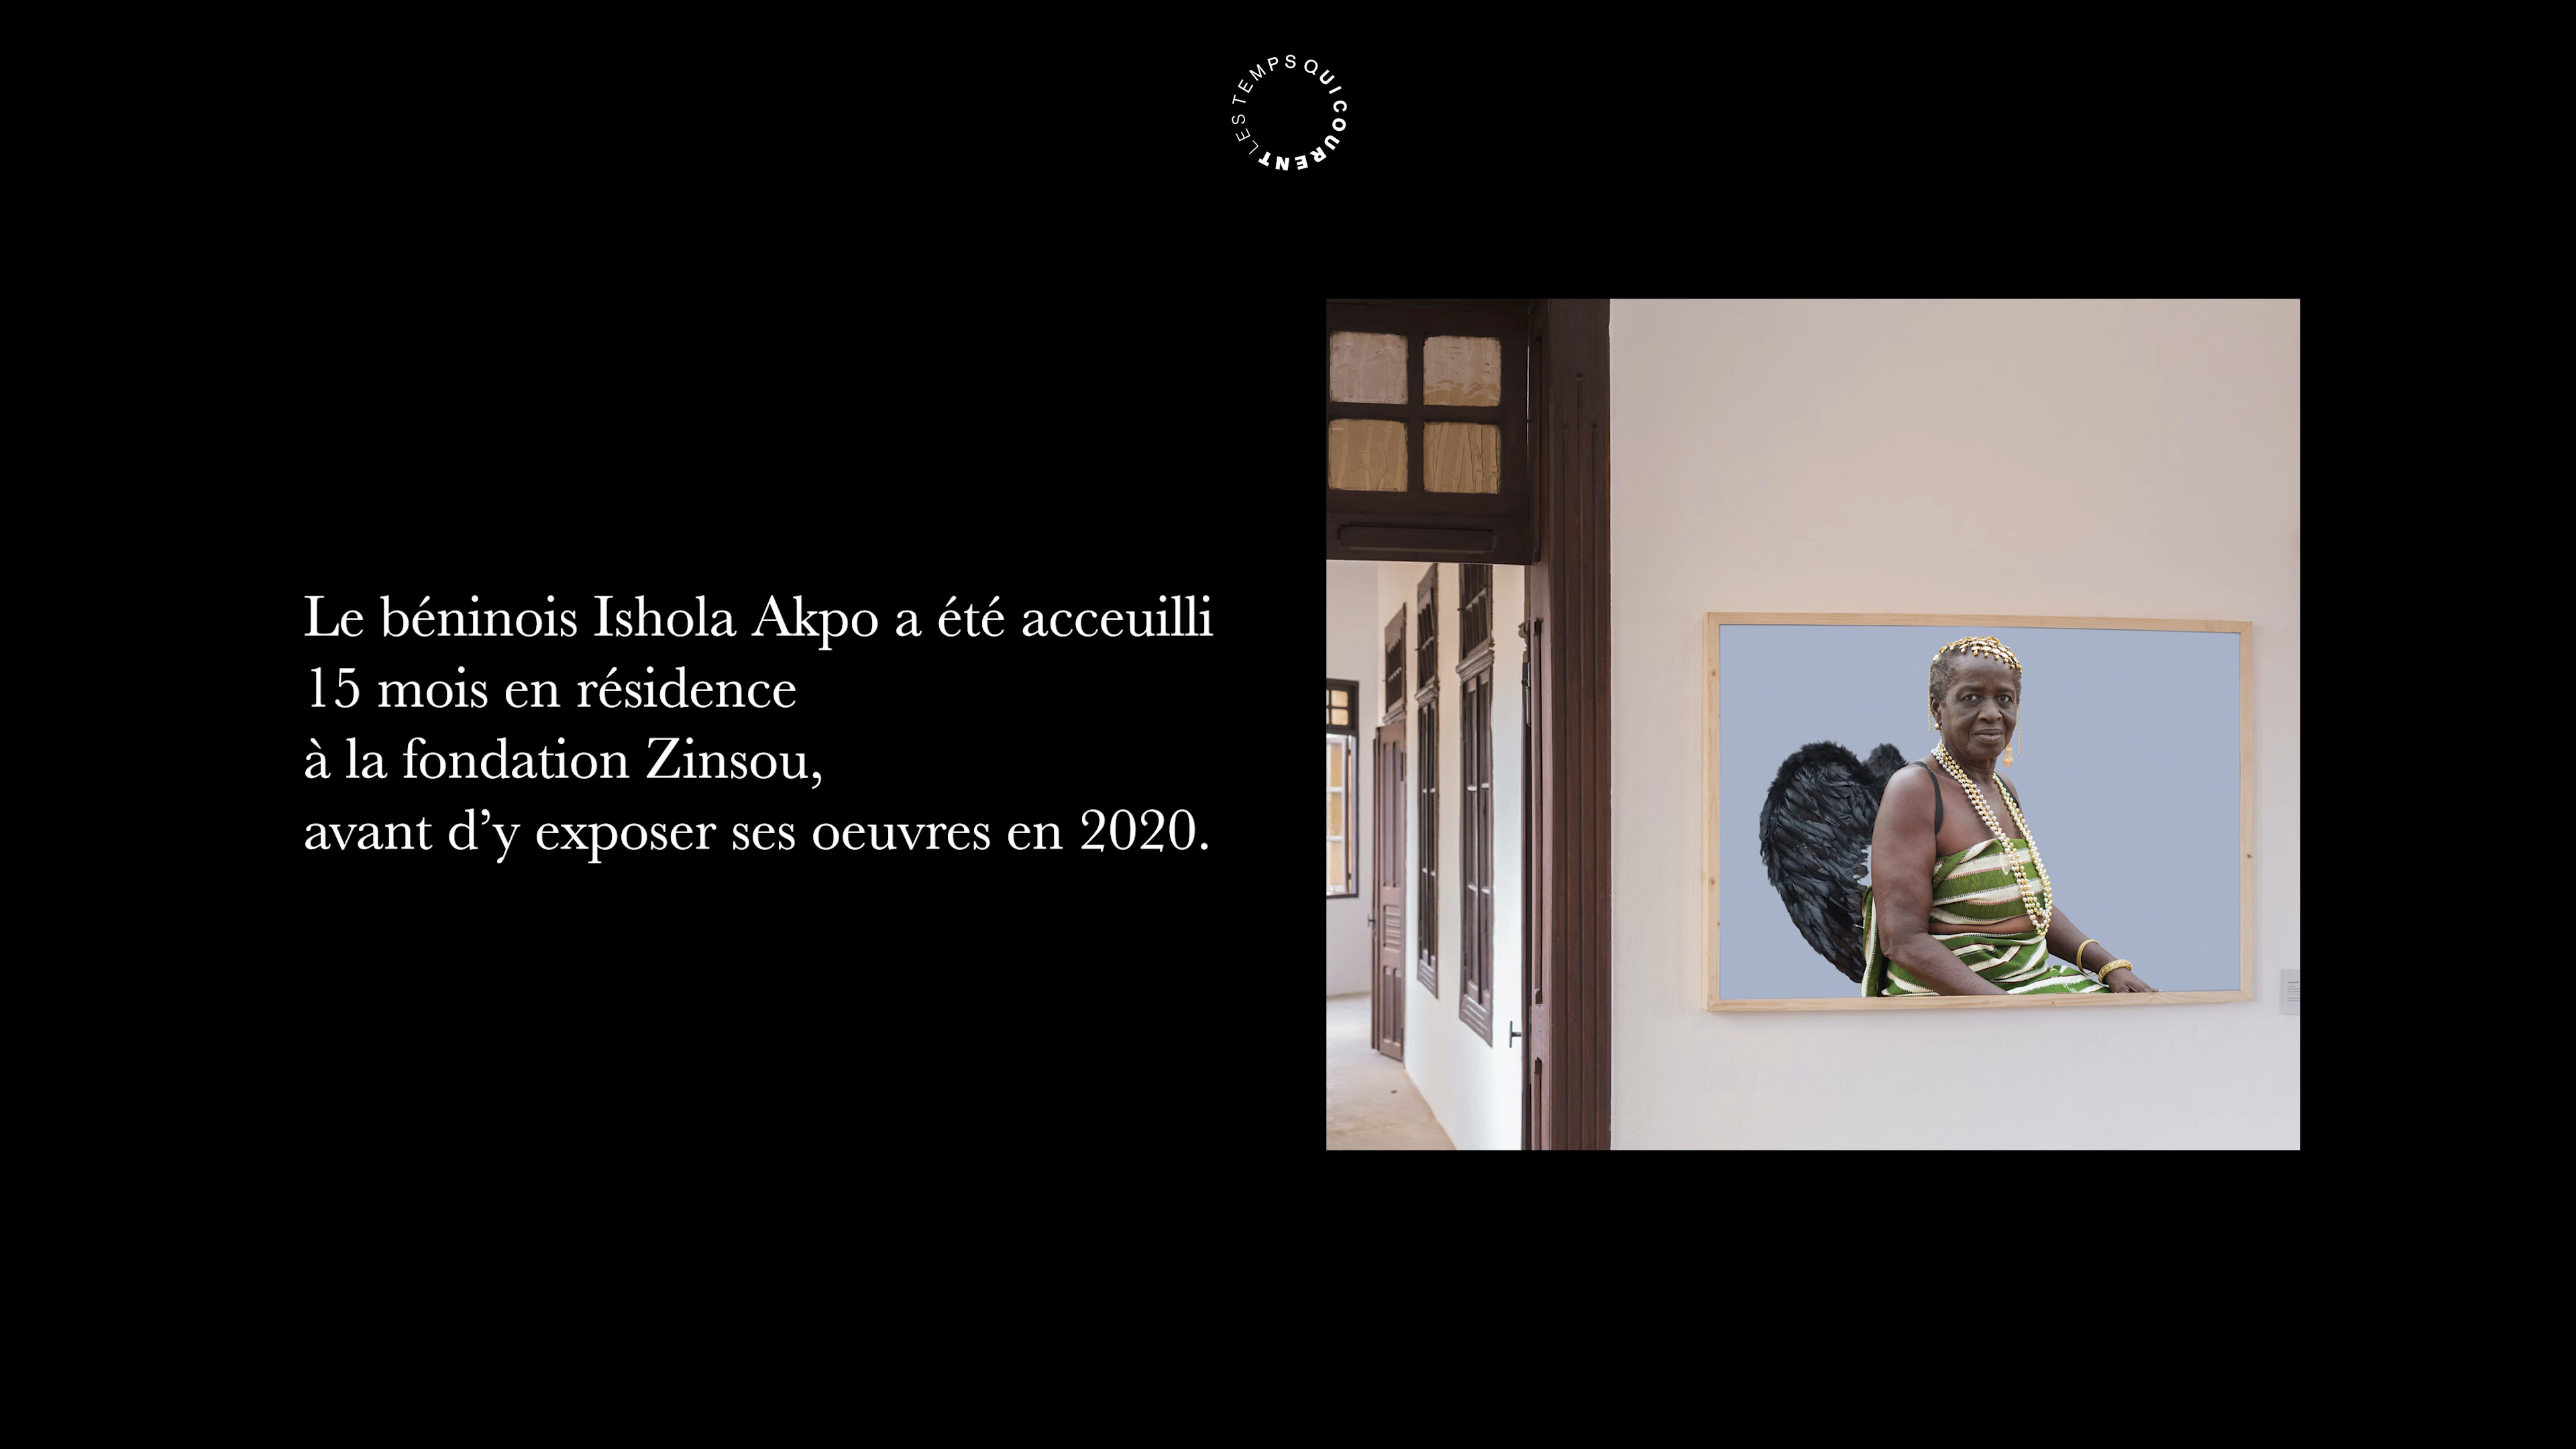 LES TEMPS QUI COURENT
Le béninois Ishola Akpo a été acceuilli
15 mois en résidence
à la fondation Zinsou,
avant d’y exposer ses oeuvres en 2020.